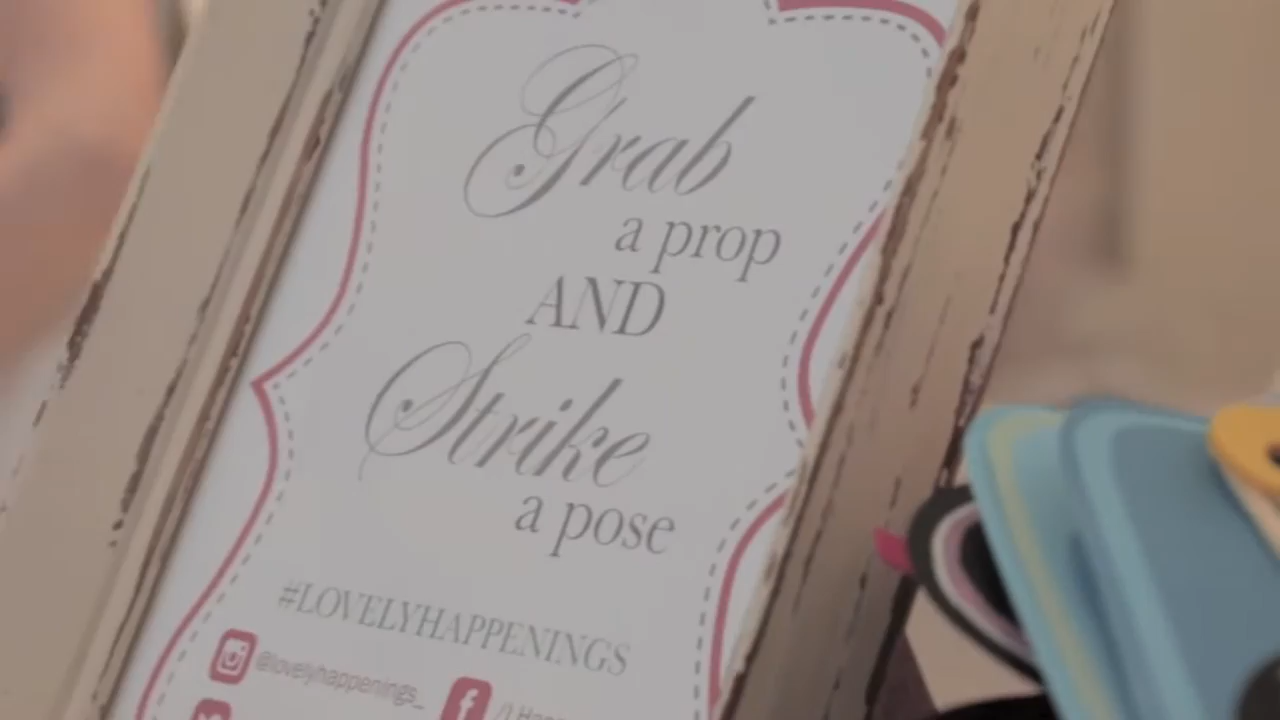 Grab
a prop
AND
Strike
a pose
#LOVELYHAPPENINGS
@lovelyhappenings_